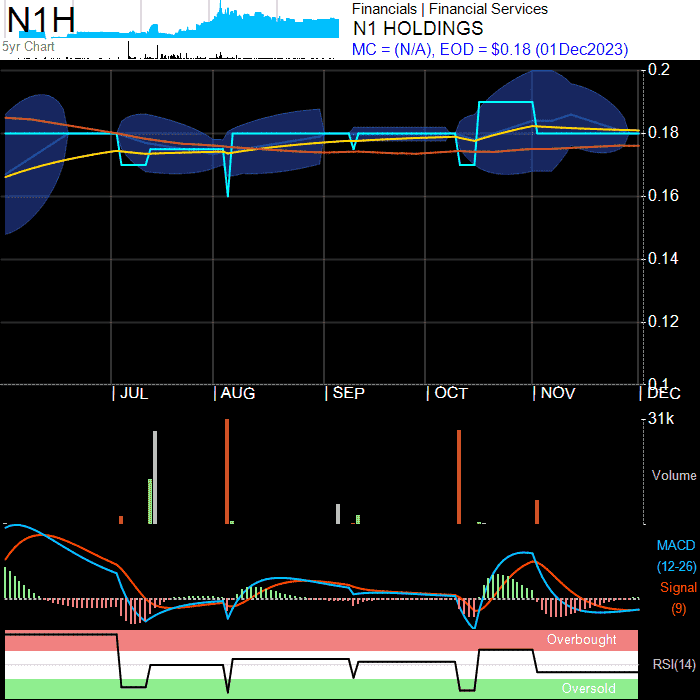 N1H
5yr Chart
Financials | Financial Services
N1 HOLDINGS
MC = (N/A), EOD = $0.18 (01Dec2023)
0.2
0.18
0.16
0.14
0.12
0.1
JUL AUG SEP OCT NOV DEC
31k
Volume
MACD
(12-26)
Signal
(9)
Overbought
RSI(14)
Oversold